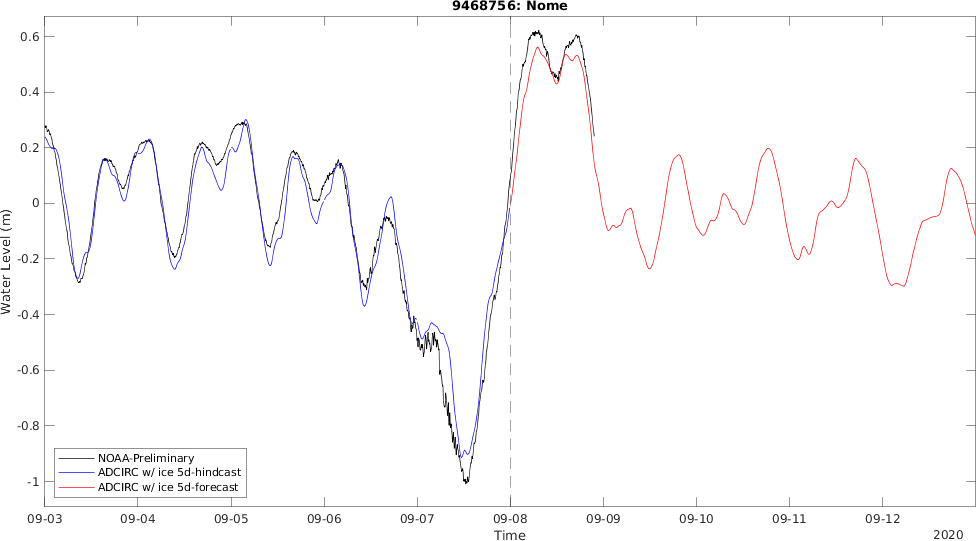 9468756: Nome
0.6
0.4
0.2
0
-0.2
-0.4
-0.6
-0.8
-1
Water Level (m)
NOAA-Preliminary
ADCIRC w/ ice 5d-hindcast
ADCIRC w/ ice 5d-forecast
09-03 09-04 09-05 09-06 09-07 09-08 09-09 09-10 09-11 09-12
Time
2020